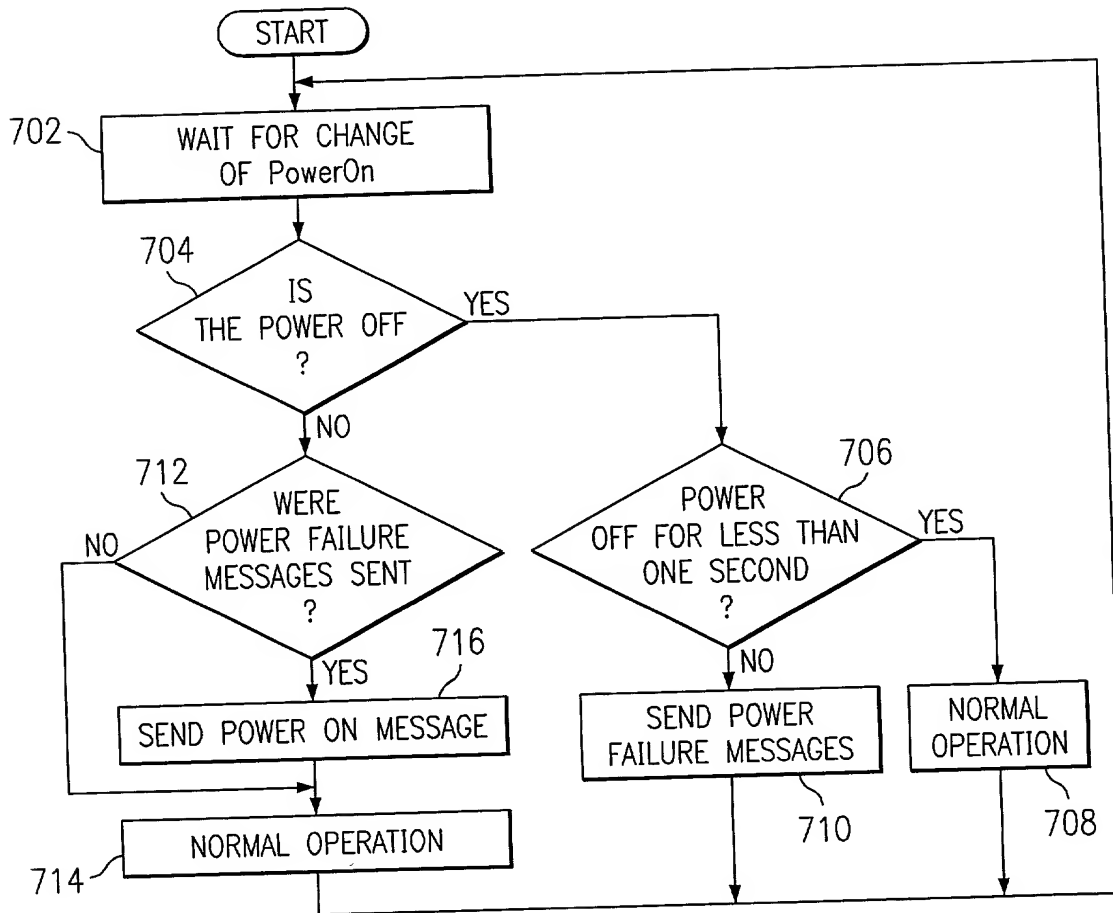 START
702
WAIT FOR CHANGE
OF PowerOn
704
IS
THE POWER OFF
?
YES
NO
712
WERE
POWER FAILURE
MESSAGES SENT
?
NO
YES
706
POWER
OFF FOR LESS THAN
ONE SECOND
?
YES
NO
716
SEND POWER ON MESSAGE
SEND POWER
FAILURE MESSAGES
710
NORMAL
OPERATION
708
NORMAL OPERATION
714